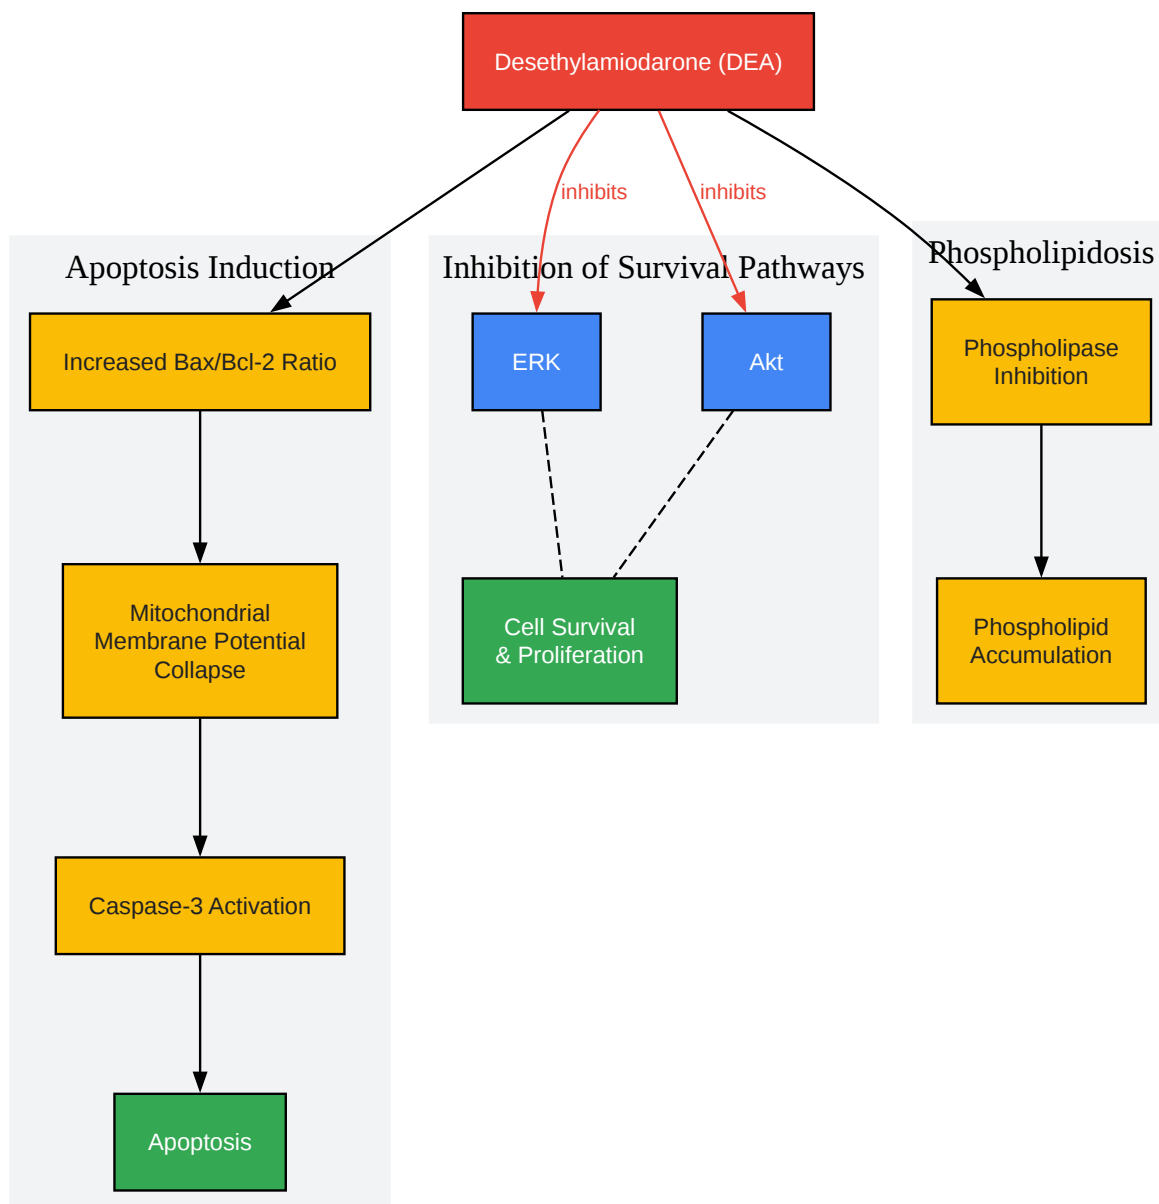 Desethylamiodarone (DEA)
inhibits
inhibits
Apoptosis Induction
Inhibition of Survival Pathways
Phospholipidosis
Increased Bax/Bcl-2 Ratio
ERK
Akt
Phospholipase
Inhibition
Mitochondrial
Membrane Potential
Collapse
Cell Survival
& Proliferation
Phospholipid
Accumulation
Caspase-3 Activation
Apoptosis